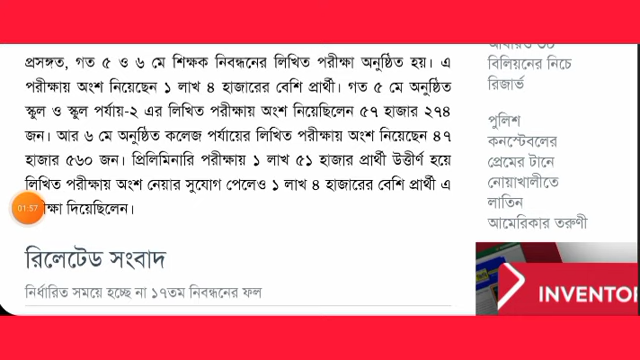 প্রসঙ্গত, গত ৫ ও ৬ মে শিক্ষক নিবন্ধনের লিখিত পরীক্ষা অনুষ্ঠিত হয়। এ
পরীক্ষায় অংশ নিয়েছেন ১ লাখ ৪ হাজারের বেশি প্রার্থী। গত ৫ মে অনুষ্ঠিত
স্কুল ও স্কুল পর্যায়-২ এর লিখিত পরীক্ষায় অংশ নিয়েছিলেন ৫৭ হাজার ২৭৪
জন। আর ৬ মে অনুষ্ঠিত কলেজ পর্যায়ের লিখিত পরীক্ষায় অংশ নিয়েছেন ৪৭
হাজার ৫৬০ জন। প্রিলিমিনারি পরীক্ষায় ১ লাখ ৫১ হাজার প্রার্থী উত্তীর্ণ হয়ে
লিখিত পরীক্ষায় অংশ নেয়ার সুযোগ পেলেও ১ লাখ ৪ হাজারের বেশি প্রার্থী এ
দিয়েছিলেন।
01:57
রিলেটেড সংবাদ
নির্ধারিত সময়ে হচ্ছে না ১৭তম নিবন্ধনের ফল
বিলিয়নের নিচে
রিজার্ভ
পুলিশ
কনস্টেবলের
প্রেমের টানে
নোয়াখালীতে
লাতিন
আমেরিকার তরুণী
INVENTO